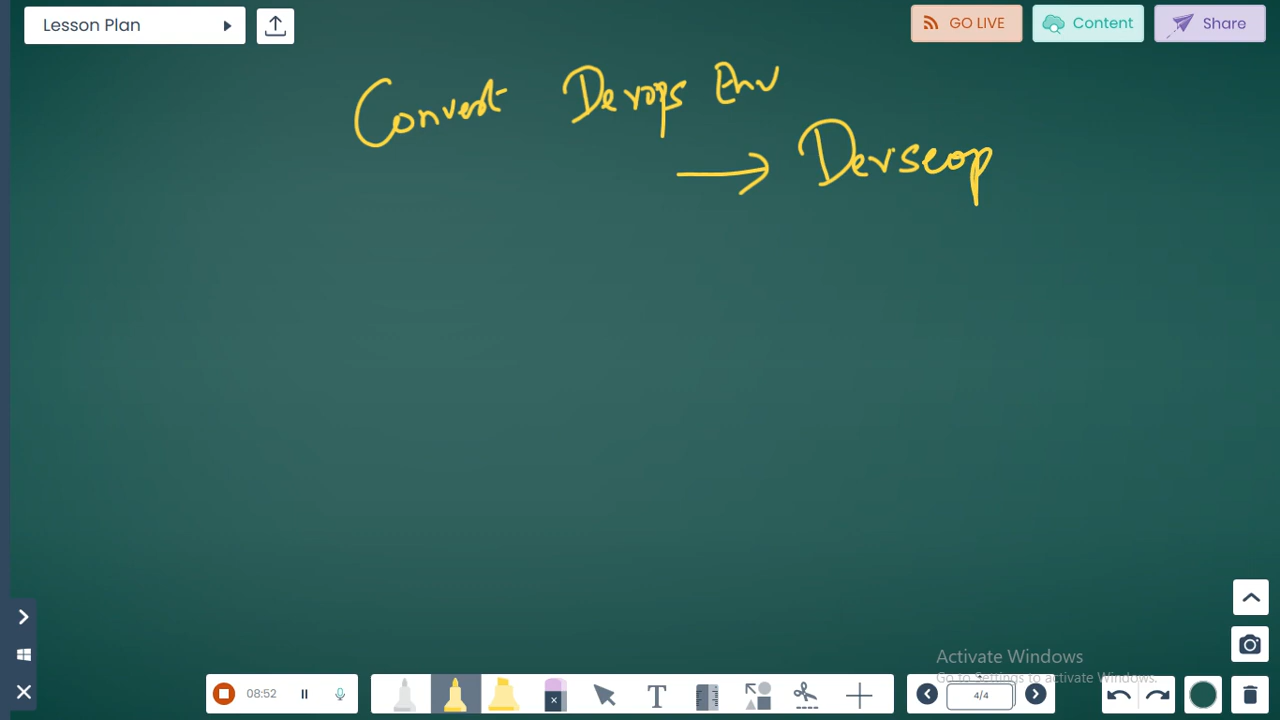 Lesson Plan
GO LIVE
Content
Share
Convert Devops Env
→ Devseop
Activate Windows
Go to Settings to activate Windows.
08:52
T
4/4